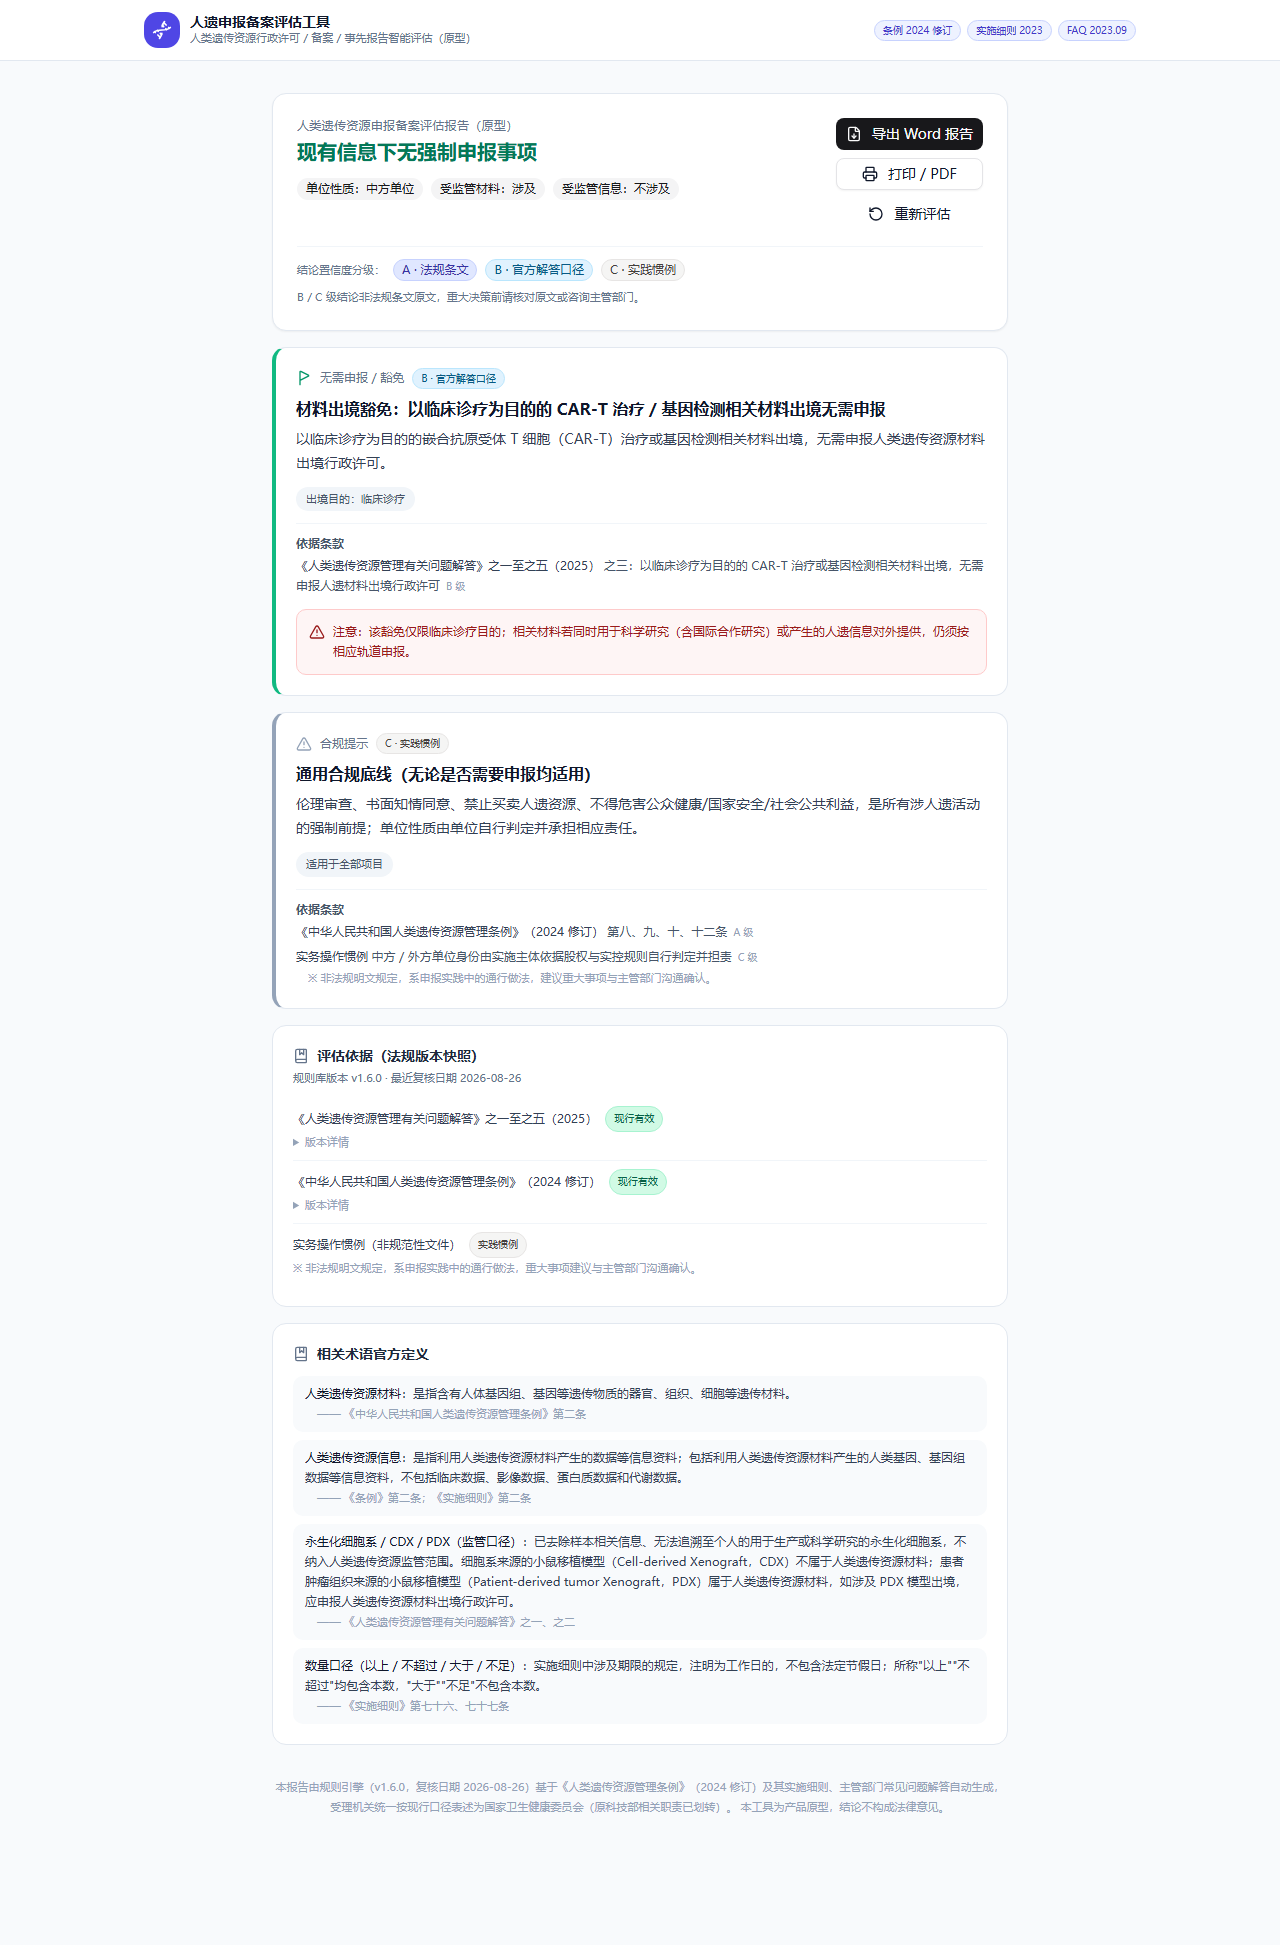 人遗申报备案评估工具
人类遗传资源行政许可 / 备案 / 事先报告智能评估（原型）
条例 2024 修订
实施细则 2023
FAQ 2023.09
人类遗传资源申报备案评估报告（原型）
现有信息下无强制申报事项
单位性质：中方单位
受监管材料：涉及
受监管信息：不涉及
导出 Word 报告
打印 / PDF
重新评估
结论置信度分级：
A · 法规条文
B · 官方解答口径
C · 实践惯例
B / C 级结论非法规条文原文，重大决策前请核对原文或咨询主管部门。
无需申报 / 豁免
B · 官方解答口径
材料出境豁免：以临床诊疗为目的的 CAR-T 治疗 / 基因检测相关材料出境无需申报
以临床诊疗为目的的嵌合抗原受体 T 细胞（CAR-T）治疗或基因检测相关材料出境，无需申报人类遗传资源材料
出境行政许可。
出境目的：临床诊疗
依据条款
《人类遗传资源管理有关问题解答》之一至之五（2025） 之三：以临床诊疗为目的的 CAR-T 治疗或基因检测相关材料出境，无需
申报人遗材料出境行政许可 B 级
注意：该豁免仅限临床诊疗目的；相关材料若同时用于科学研究（含国际合作研究）或产生的人遗信息对外提供，仍须按
相应轨道申报。
合规提示
C · 实践惯例
通用合规底线（无论是否需要申报均适用）
伦理审查、书面知情同意、禁止买卖人遗资源、不得危害公众健康/国家安全/社会公共利益，是所有涉人遗活动
的强制前提；单位性质由单位自行判定并承担相应责任。
适用于全部项目
依据条款
《中华人民共和国人类遗传资源管理条例》（2024 修订） 第八、九、十、十二条 A 级
实务操作惯例 中方 / 外方单位身份由实施主体依据股权与实控规则自行判定并担责 C 级
※ 非法规明文规定，系申报实践中的通行做法，建议重大事项与主管部门沟通确认。
评估依据（法规版本快照）
规则库版本 v1.6.0 · 最近复核日期 2026-08-26
《人类遗传资源管理有关问题解答》之一至之五（2025） 现行有效
▶ 版本详情
《中华人民共和国人类遗传资源管理条例》（2024 修订） 现行有效
▶ 版本详情
实务操作惯例（非规范性文件） 实践惯例
※ 非法规明文规定，系申报实践中的通行做法，重大事项建议与主管部门沟通确认。
相关术语官方定义
人类遗传资源材料：是指含有人体基因组、基因等遗传物质的器官、组织、细胞等遗传材料。
—— 《中华人民共和国人类遗传资源管理条例》第二条
人类遗传资源信息：是指利用人类遗传资源材料产生的数据等信息资料；包括利用人类遗传资源材料产生的人类基因、基因组
数据等信息资料，不包括临床数据、影像数据、蛋白质数据和代谢数据。
—— 《条例》第二条；《实施细则》第二条
永生化细胞系 / CDX / PDX（监管口径）：已去除样本相关信息、无法追溯至个人的用于生产或科学研究的永生化细胞系，不
纳入人类遗传资源监管范围。细胞系来源的小鼠移植模型（Cell-derived Xenograft，CDX）不属于人类遗传资源材料；患者
肿瘤组织来源的小鼠移植模型（Patient-derived tumor Xenograft，PDX）属于人类遗传资源材料，如涉及 PDX 模型出境，
应申报人类遗传资源材料出境行政许可。
—— 《人类遗传资源管理有关问题解答》之一、之二
数量口径（以上 / 不超过 / 大于 / 不足）：实施细则中涉及期限的规定，注明为工作日的，不包含法定节假日；所称"以上""不
超过"均包含本数，"大于""不足"不包含本数。
—— 《实施细则》第七十六、七十七条
本报告由规则引擎（v1.6.0，复核日期 2026-08-26）基于《人类遗传资源管理条例》（2024 修订）及其实施细则、主管部门常见问题解答自动生成，
受理机关统一按现行口径表述为国家卫生健康委员会（原科技部相关职责已划转）。 本工具为产品原型，结论不构成法律意见。